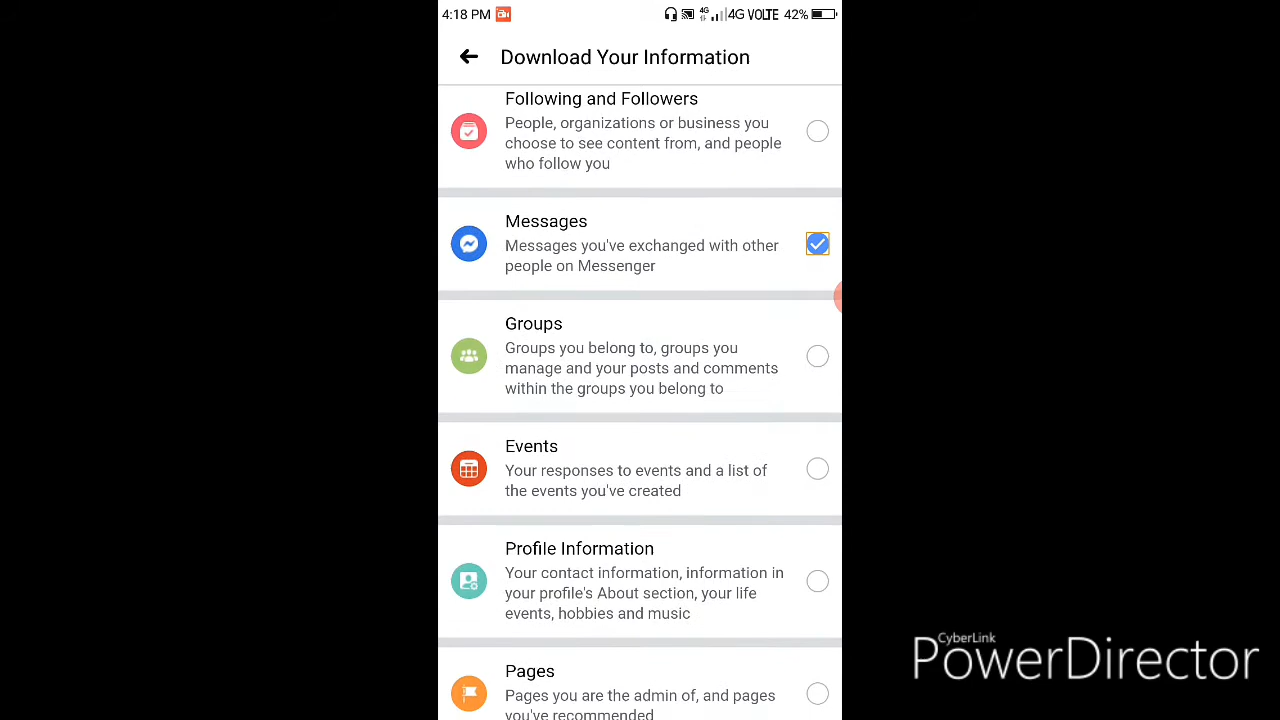 4:18 PM 4G 4G VOLTE 42%
Download Your Information
Following and Followers
People, organizations or business you
choose to see content from, and people
who follow you
Messages
Messages you've exchanged with other
people on Messenger
Groups
Groups you belong to, groups you
manage and your posts and comments
within the groups you belong to
Events
Your responses to events and a list of
the events you've created
Profile Information
Your contact information, information in
your profile's About section, your life
events, hobbies and music
Pages
Pages you are the admin of, and pages
you've recommended
CyberLink
PowerDirector